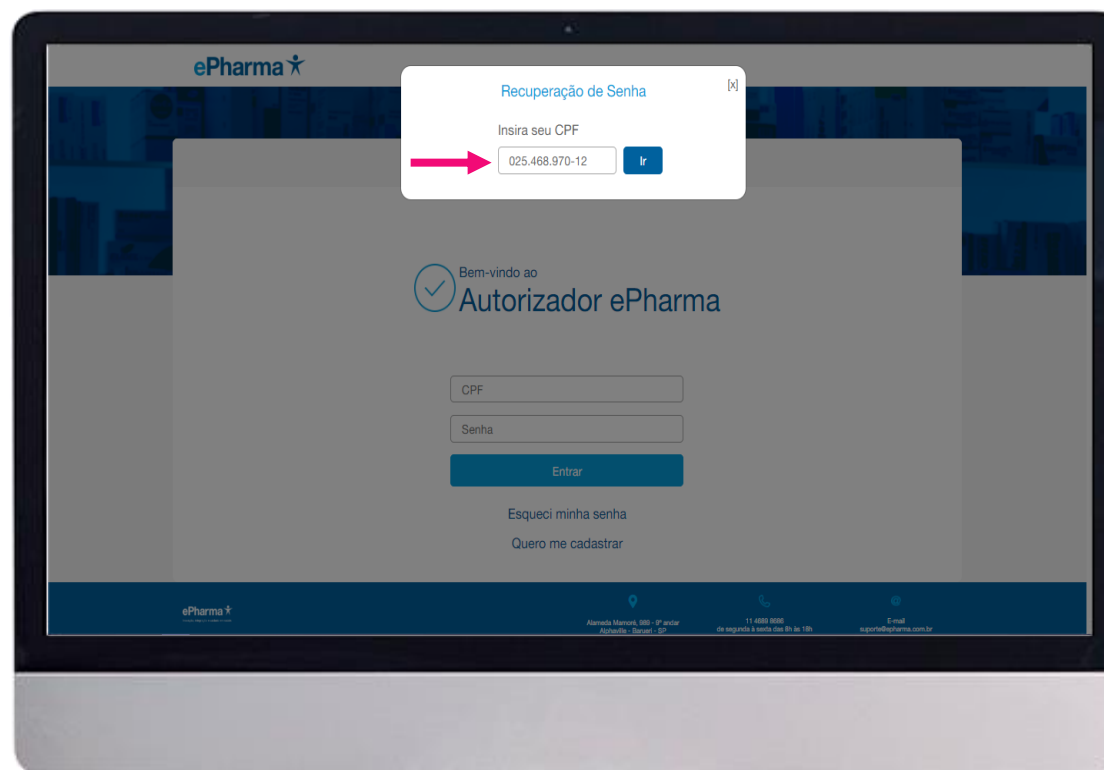 ePharma
Recuperação de Senha
[x]
Insira seu CPF
025.468.970-12
Ir
Bem-vindo ao
Autorizador ePharma
CPF
Senha
Entrar
Esqueci minha senha
Quero me cadastrar
ePharma
Alameda Mamoré, 989 - 9º andar
Alphaville - Barueri - SP
11 4689 8686
de segunda à sexta das 8h às 18h
E-mail
suporte@epharma.com.br